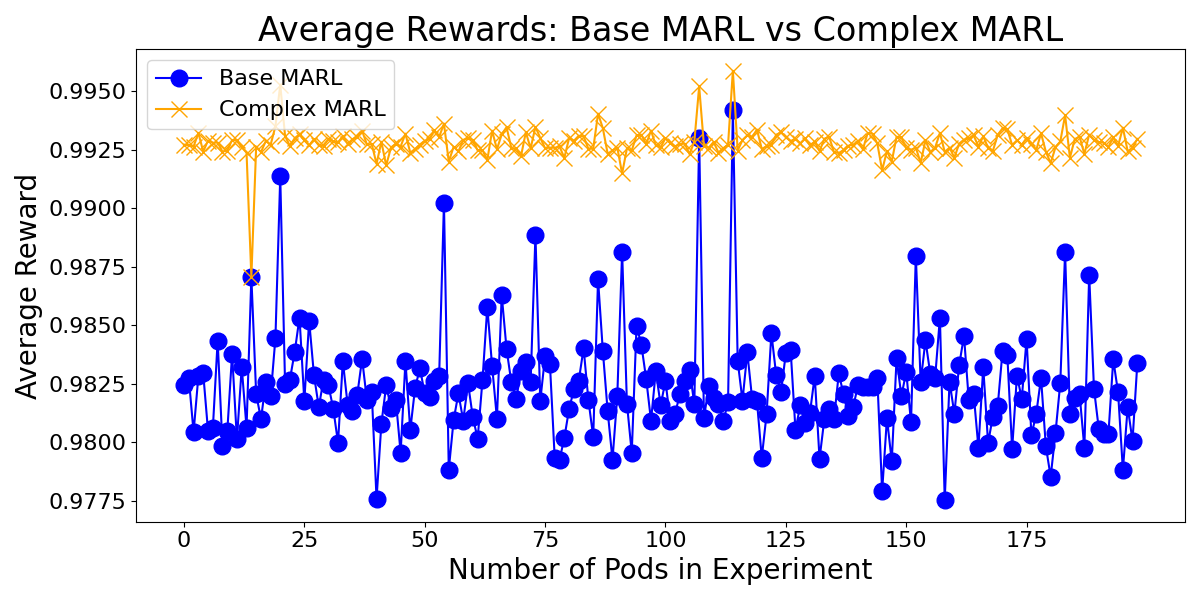 Average Rewards: Base MARL vs Complex MARL
Base MARL
Complex MARL
Average Reward
0.9950
0.9925
0.9900
0.9875
0.9850
0.9825
0.9800
0.9775
0 25 50 75 100 125 150 175
Number of Pods in Experiment